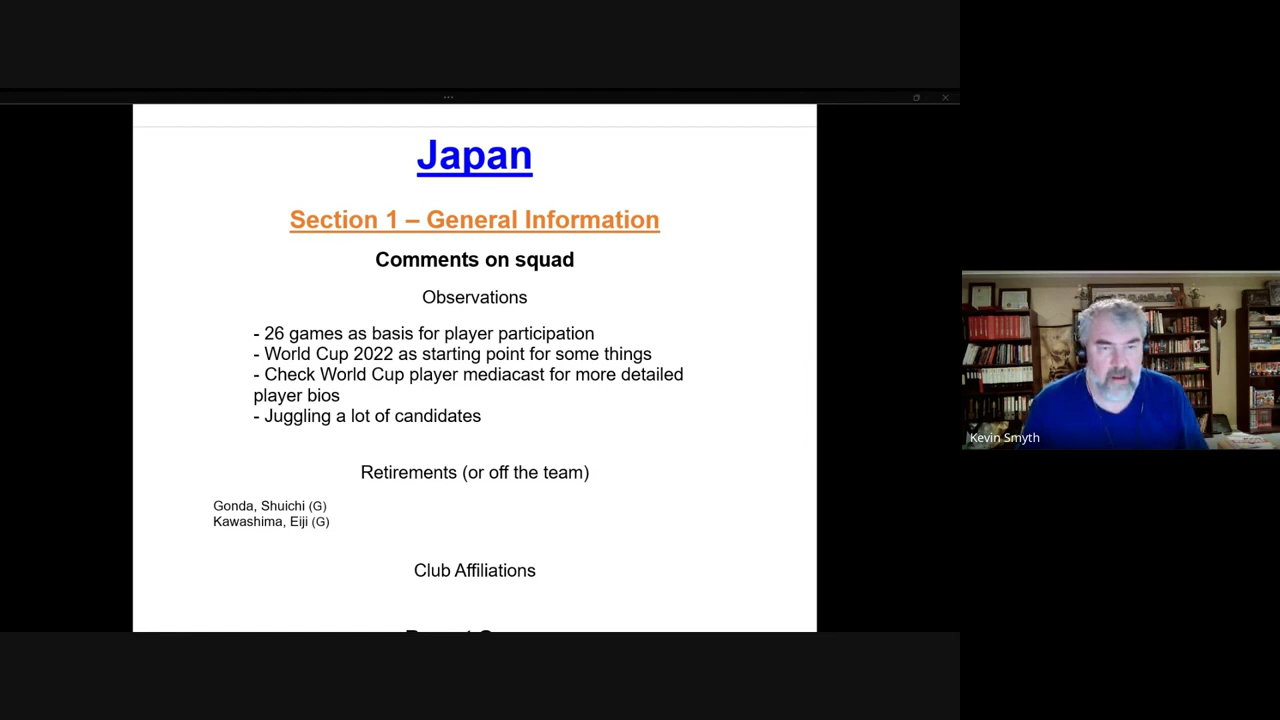 Japan
Section 1 – General Information
Comments on squad
Observations
- 26 games as basis for player participation
- World Cup 2022 as starting point for some things
- Check World Cup player mediacast for more detailed
player bios
- Juggling a lot of candidates
Retirements (or off the team)
Gonda, Shuichi (G)
Kawashima, Eiji (G)
Club Affiliations
Kevin Smyth